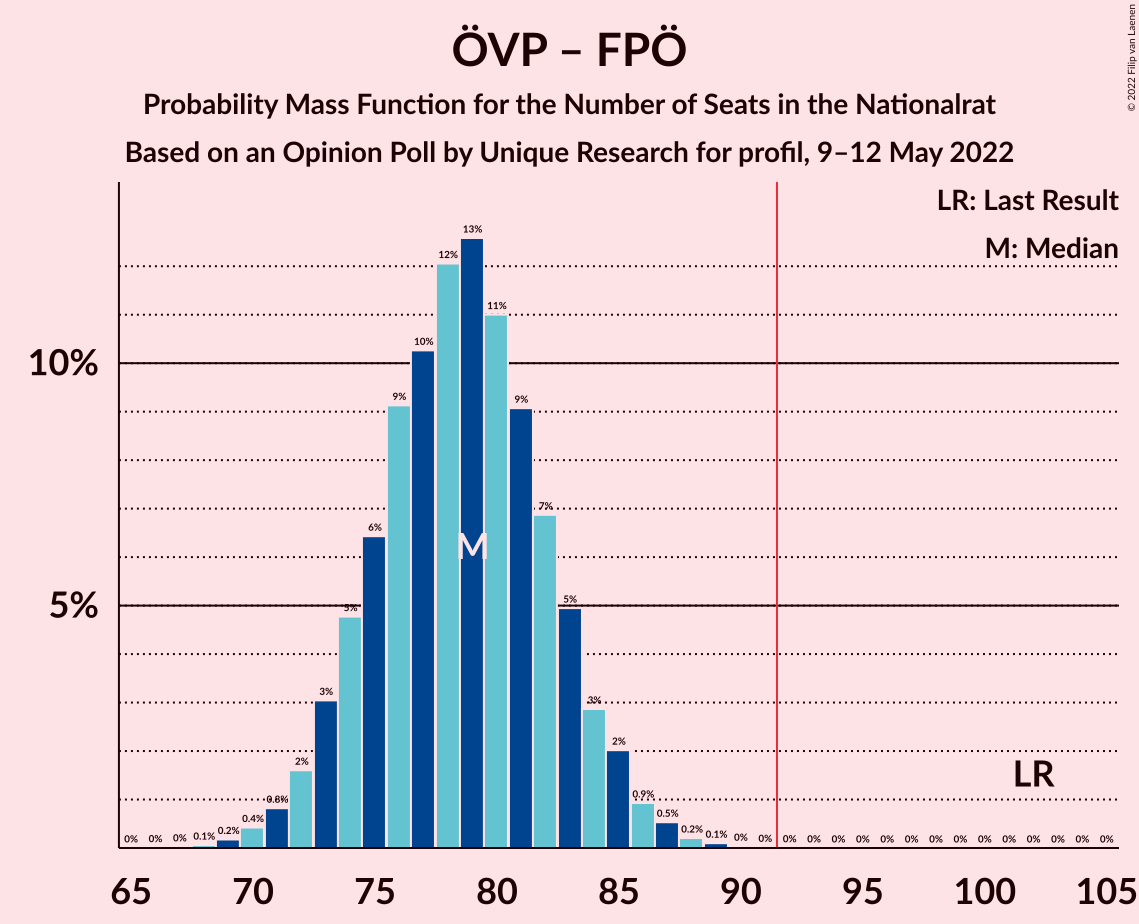 ÖVP – FPÖ
Probability Mass Function for the Number of Seats in the Nationalrat
Based on an Opinion Poll by Unique Research for profil, 9–12 May 2022
© 2022 Filip van Laenen
LR: Last Result
M: Median
10%
5%
0% 0% 0% 0.1% 0.2% 0.4% 0.8% 2% 3% 5% 6% 9% 10% 12% 13% 11% 9% 7% 5% 3% 2% 0.9% 0.5% 0.2% 0.1% 0% 0% 0% 0% 0% 0% 0% 0% 0% 0% 0% 0% 0% 0% 0% 0%
M
LR
65 70 75 80 85 90 95 100 105